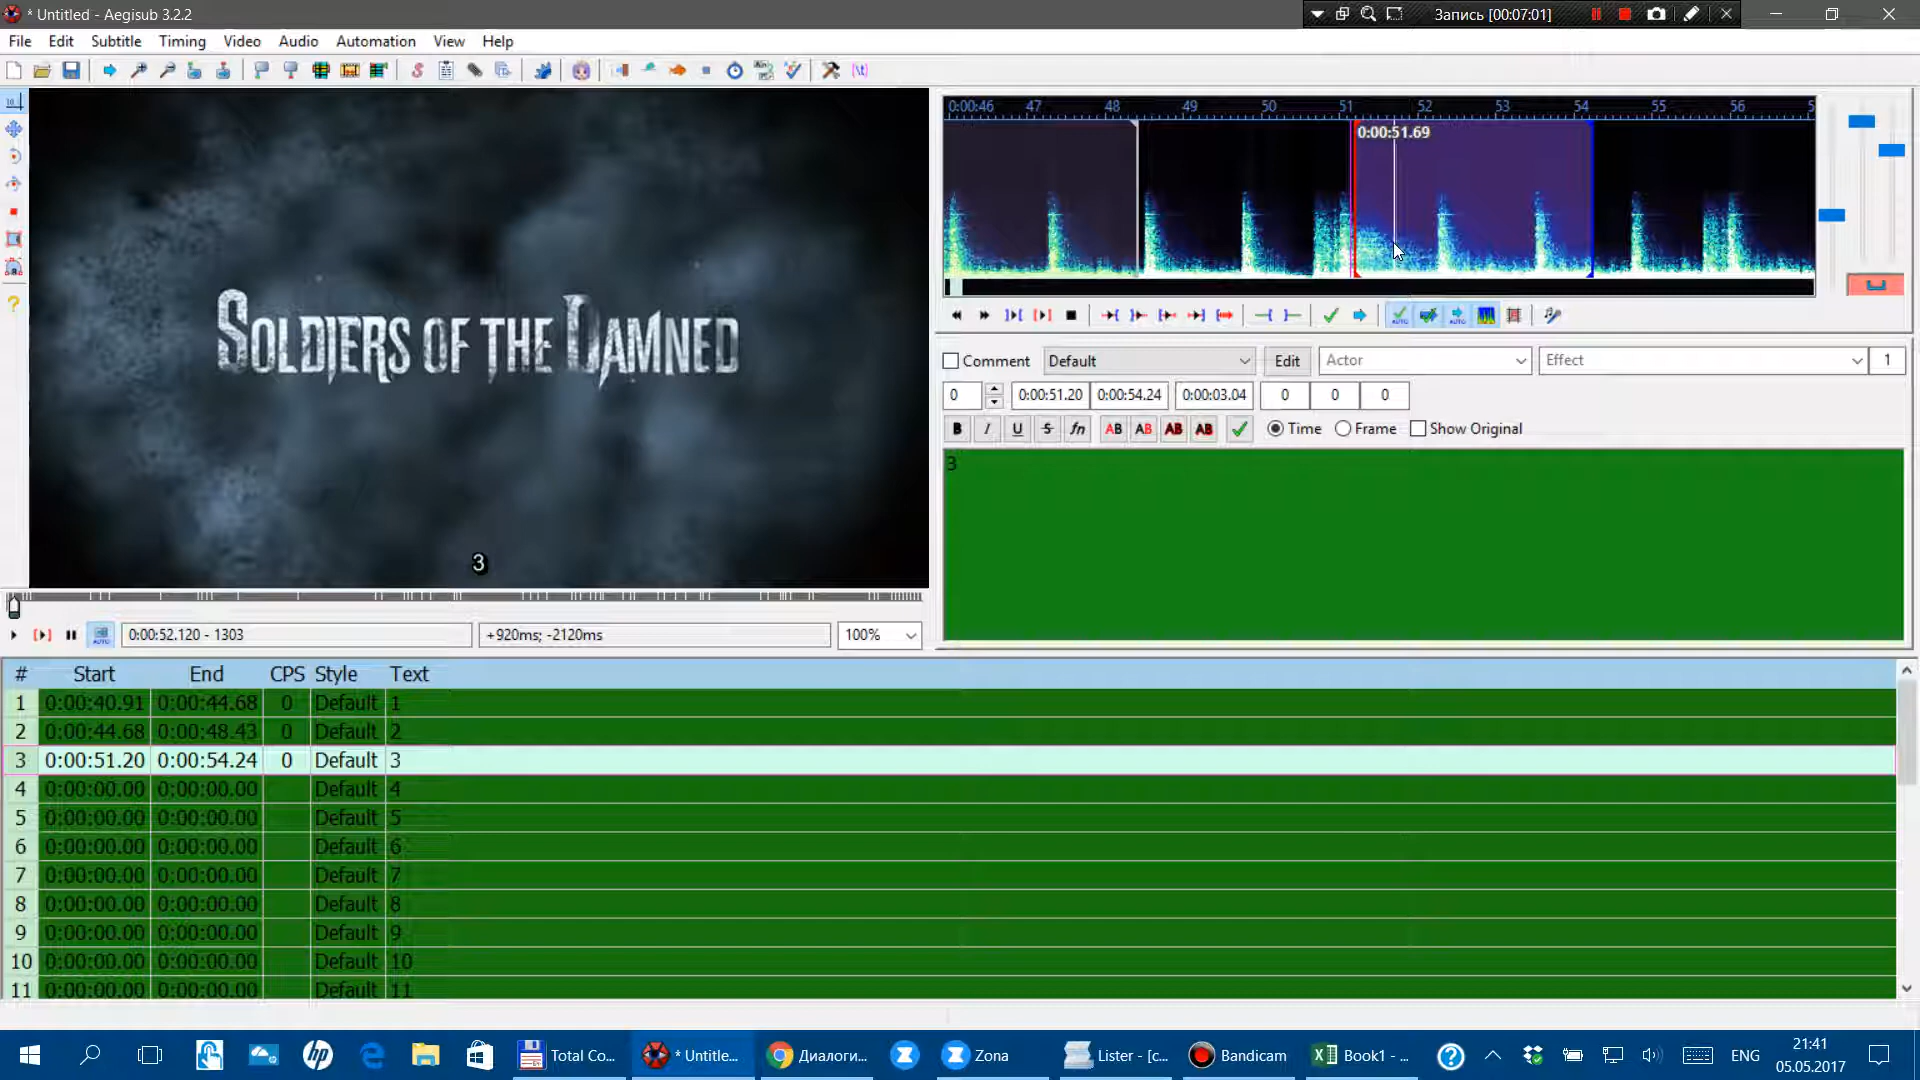 * Untitled - Aegisub 3.2.2
Запись [00:07:01]
File Edit Subtitle Timing Video Audio Automation View Help
0:00:46 47 48 49 50 51 52 53 54 55 56 5
0:00:51.69
SOLDIERS OF THE DAMNED
3
Comment Default Edit Actor Effect 1
0 0:00:51.20 0:00:54.24 0:00:03.04 0 0 0
B I U S fn AB AB AB AB Time Frame Show Original
3
0:00:52.120 - 1303 +920ms; -2120ms 100%
# Start End CPS Style Text
1 0:00:40.91 0:00:44.68 0 Default 1
2 0:00:44.68 0:00:48.43 0 Default 2
3 0:00:51.20 0:00:54.24 0 Default 3
4 0:00:00.00 0:00:00.00 Default 4
5 0:00:00.00 0:00:00.00 Default 5
6 0:00:00.00 0:00:00.00 Default 6
7 0:00:00.00 0:00:00.00 Default 7
8 0:00:00.00 0:00:00.00 Default 8
9 0:00:00.00 0:00:00.00 Default 9
10 0:00:00.00 0:00:00.00 Default 10
11 0:00:00.00 0:00:00.00 Default 11
Total Co... * Untitle... Диалоги... Zona Lister - [c... Bandicam Book1 - ... ENG
21:41
05.05.2017